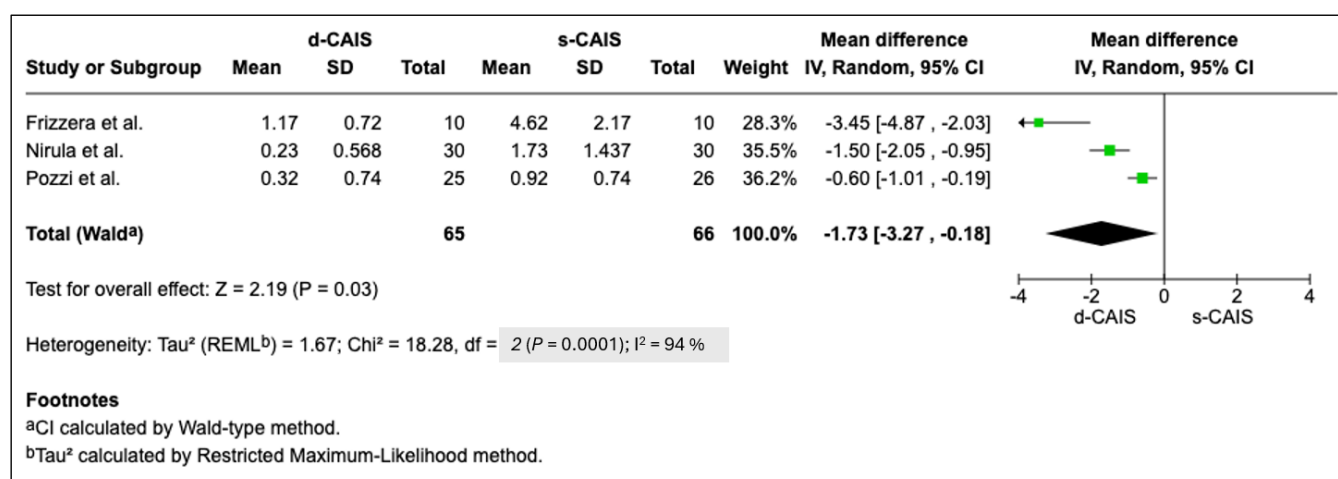 d-CAIS s-CAIS Mean difference Mean difference
Study or Subgroup Mean SD Total Mean SD Total Weight IV, Random, 95% CI IV, Random, 95% CI
Frizzera et al. 1.17 0.72 10 4.62 2.17 10 28.3% -3.45 [-4.87 , -2.03]
Nirula et al. 0.23 0.568 30 1.73 1.437 30 35.5% -1.50 [-2.05 , -0.95]
Pozzi et al. 0.32 0.74 25 0.92 0.74 26 36.2% -0.60 [-1.01 , -0.19]
Total (Waldᵃ) 65 66 100.0% -1.73 [-3.27 , -0.18]
Test for overall effect: Z = 2.19 (P = 0.03)
-4 -2 0 2 4
d-CAIS s-CAIS
Heterogeneity: Tau² (REMLᵇ) = 1.67; Chi² = 18.28, df = 2 (P = 0.0001); I² = 94 %
Footnotes
ᵃCI calculated by Wald-type method.
ᵇTau² calculated by Restricted Maximum-Likelihood method.